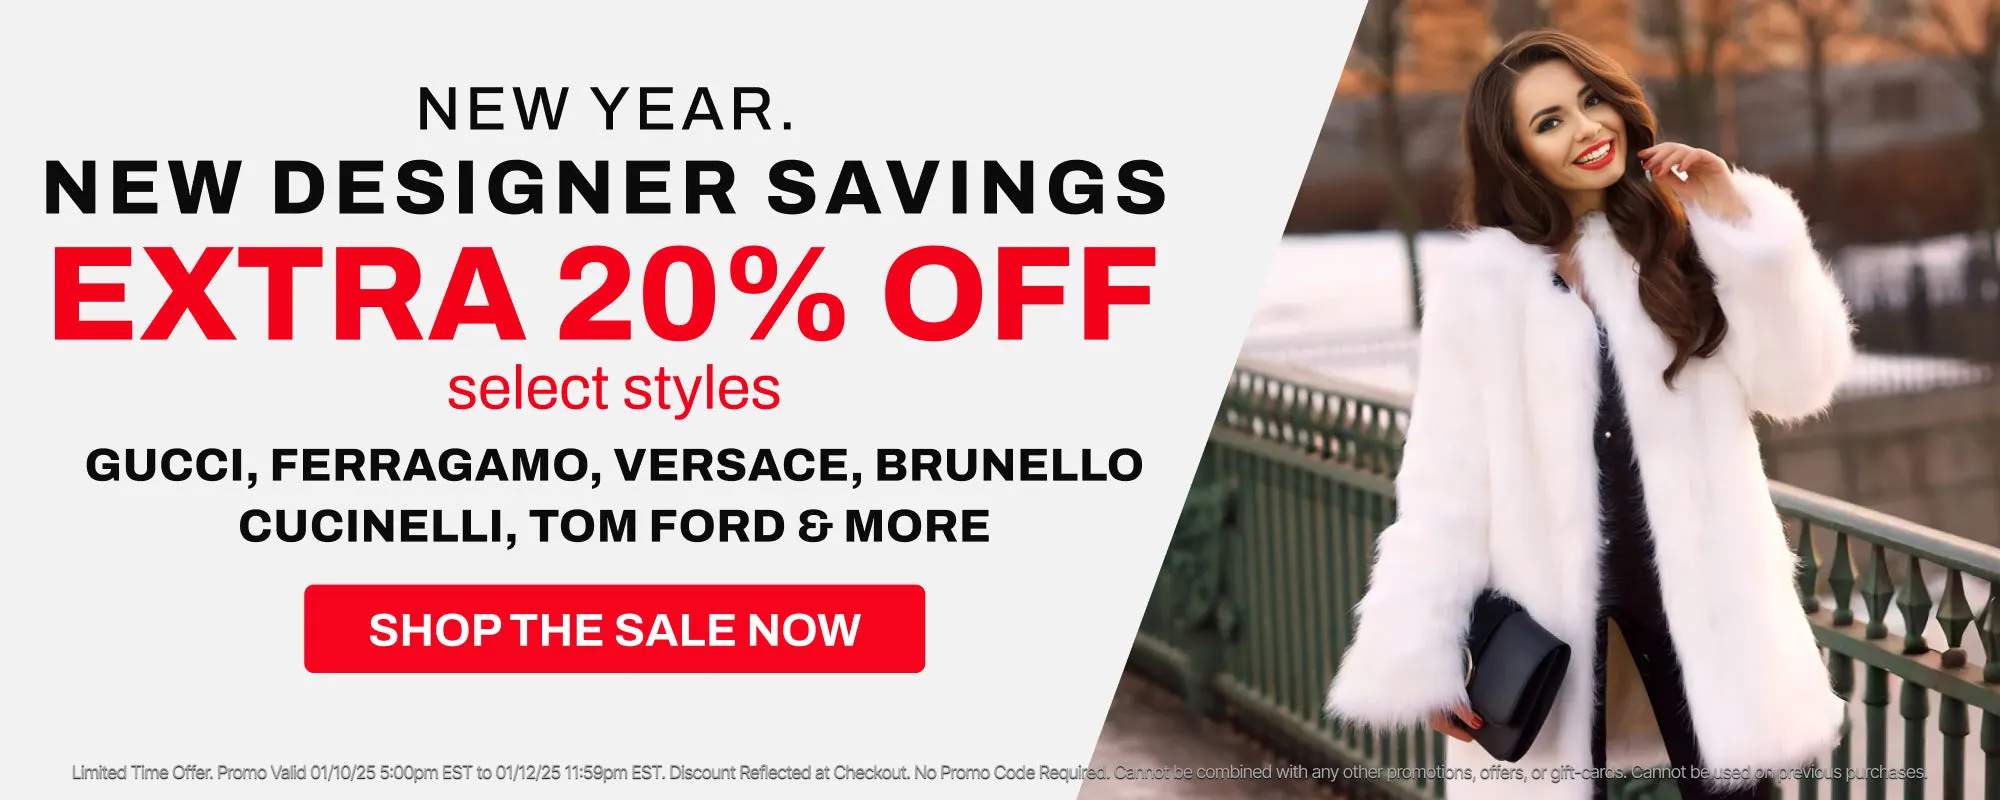 NEW YEAR.
NEW DESIGNER SAVINGS
EXTRA 20% OFF
select styles
GUCCI, FERRAGAMO, VERSACE, BRUNELLO
CUCINELLI, TOM FORD & MORE
SHOP THE SALE NOW
Limited Time Offer. Promo Valid 01/10/25 5:00pm EST to 01/12/25 11:59pm EST. Discount Reflected at Checkout. No Promo Code Required. Cannot be combined with any other promotions, offers, or gift-cards. Cannot be used on previous purchases.